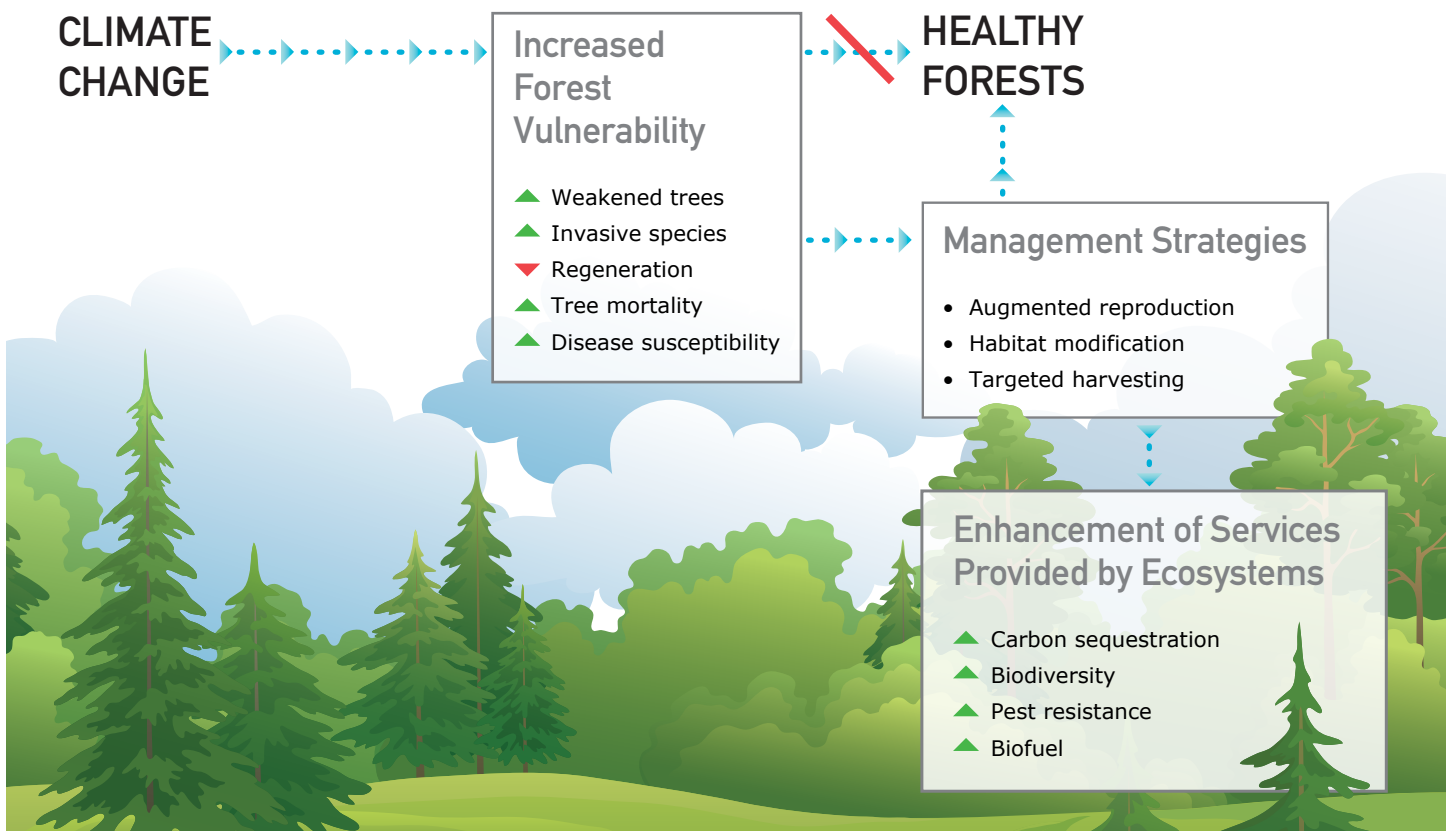 CLIMATE
CHANGE
Increased
Forest
Vulnerability
Weakened trees
Invasive species
Regeneration
Tree mortality
Disease susceptibility
HEALTHY
FORESTS
Management Strategies
• Augmented reproduction
• Habitat modification
• Targeted harvesting
Enhancement of Services
Provided by Ecosystems
Carbon sequestration
Biodiversity
Pest resistance
Biofuel